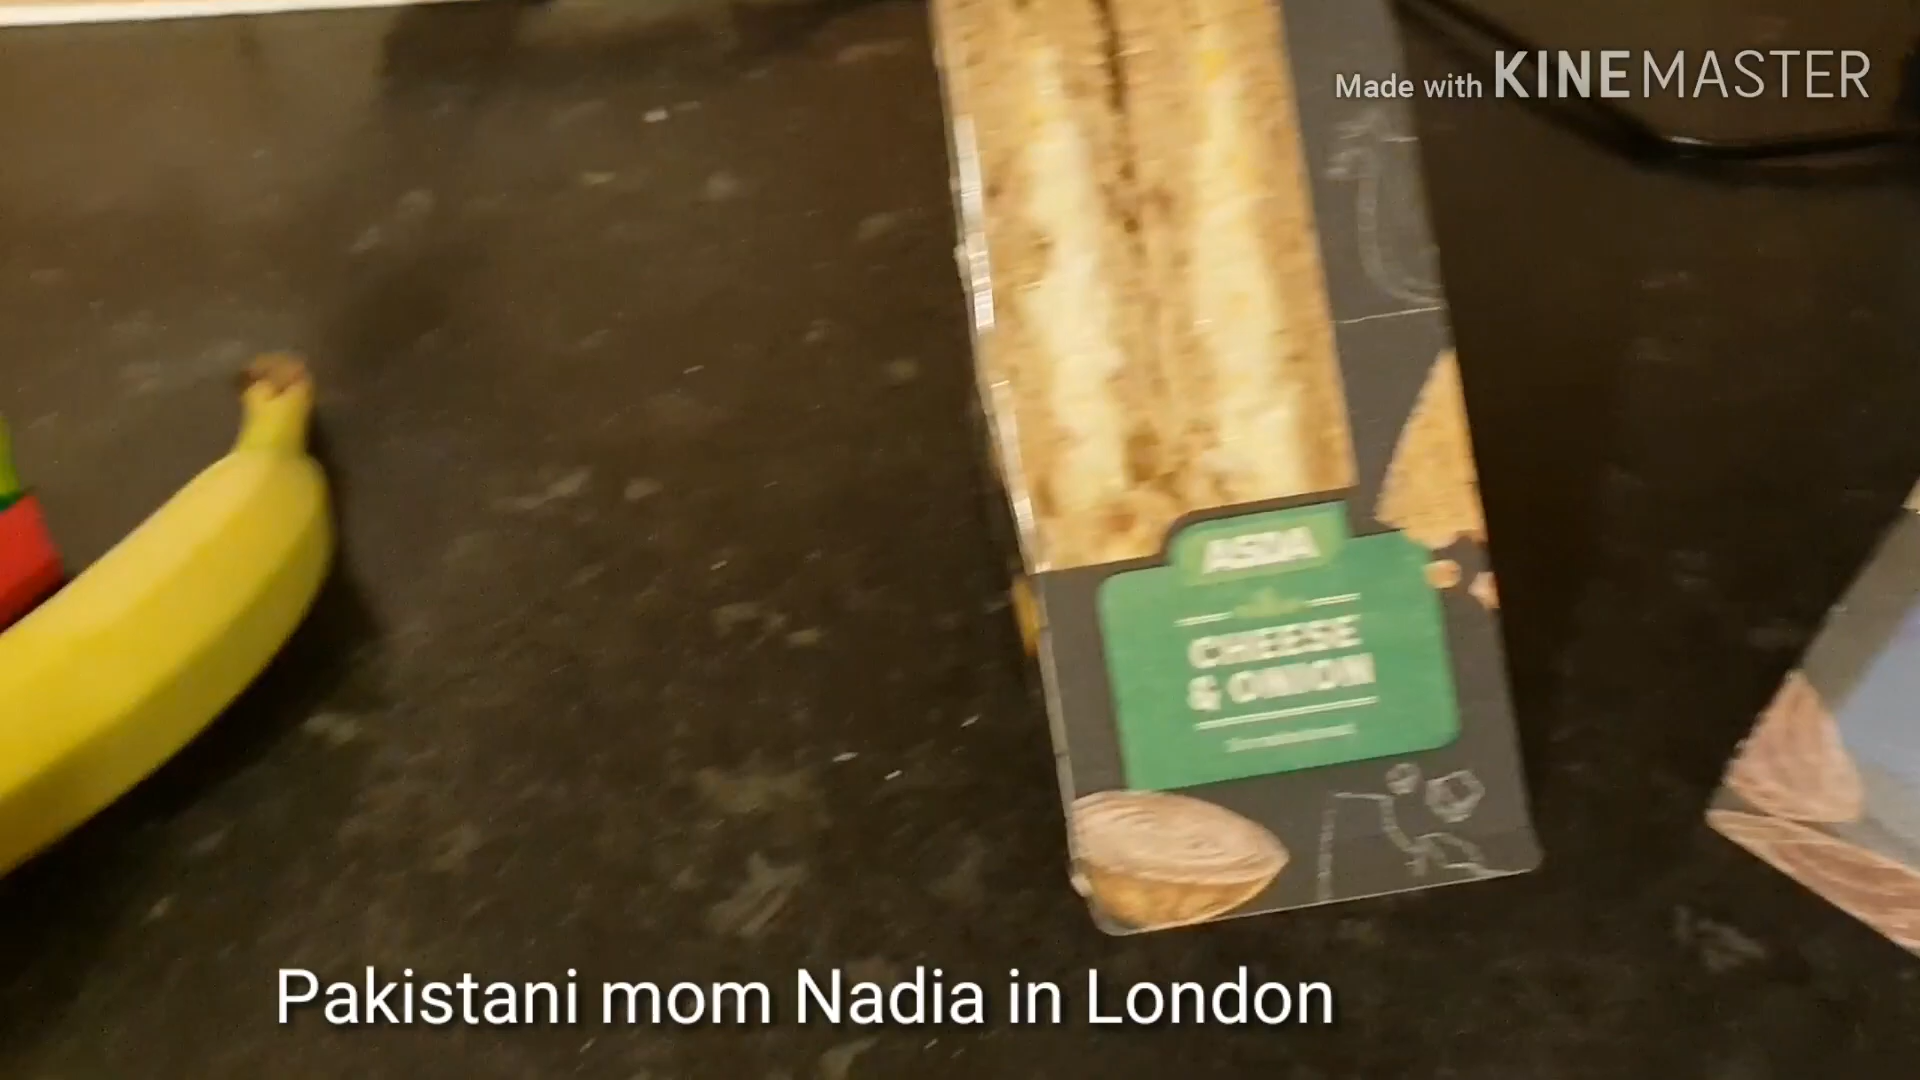 Made with KINEMASTER
ASDA
CHEESE
& ONION
Pakistani mom Nadia in London